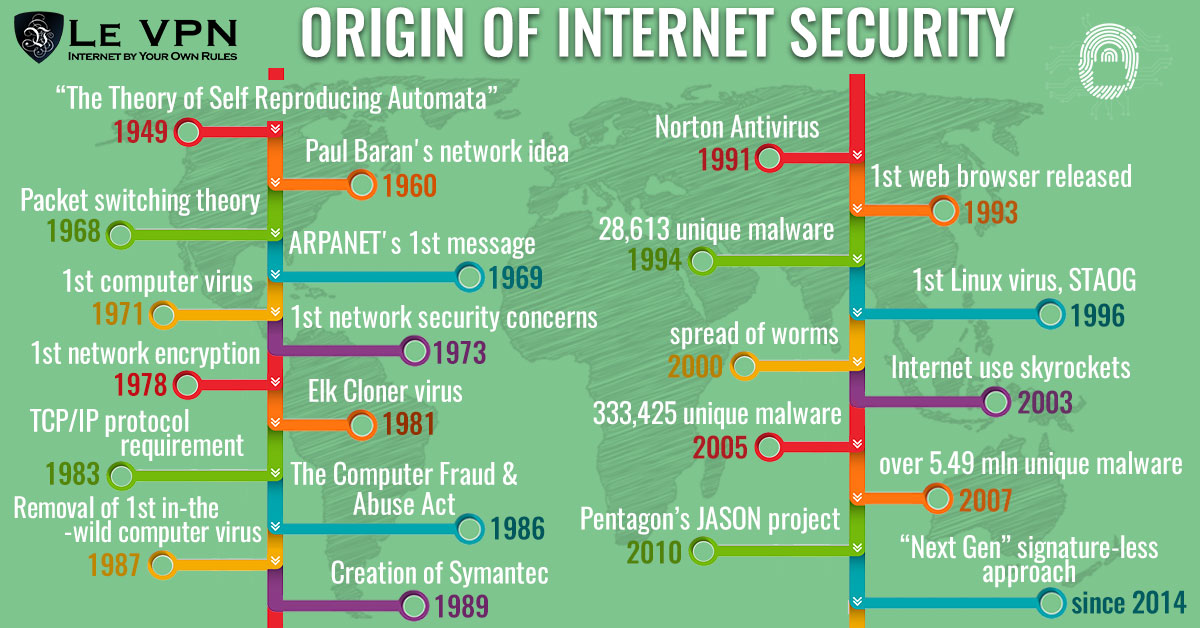 LE VPN
INTERNET BY YOUR OWN RULES
ORIGIN OF INTERNET SECURITY
“The Theory of Self Reproducing Automata”
1949
Paul Baran's network idea
1960
Packet switching theory
1968
ARPANET's 1st message
1969
1st computer virus
1971
1st network security concerns
1973
1st network encryption
1978
Elk Cloner virus
1981
TCP/IP protocol
requirement
1983
The Computer Fraud &
Abuse Act
1986
Removal of 1st in-the
-wild computer virus
1987
Creation of Symantec
1989
Norton Antivirus
1991
1st web browser released
1993
28,613 unique malware
1994
1st Linux virus, STAOG
1996
spread of worms
2000
Internet use skyrockets
2003
333,425 unique malware
2005
over 5.49 mln unique malware
2007
Pentagon’s JASON project
2010
“Next Gen” signature-less
approach
since 2014